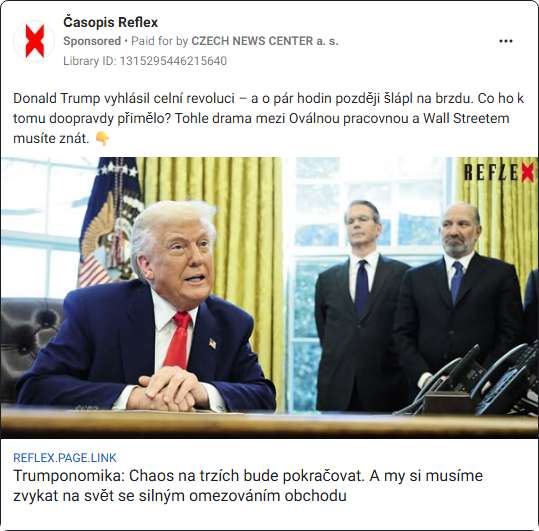 Časopis Reflex
Sponsored • Paid for by CZECH NEWS CENTER a. s.
Library ID: 1315295446215640
Donald Trump vyhlásil celní revoluci – a o pár hodin později šlápl na brzdu. Co ho k
tomu doopravdy přimělo? Tohle drama mezi Oválnou pracovnou a Wall Streetem
musíte znát. 👇
REFLEX
REFLEX.PAGE.LINK
Trumponomika: Chaos na trzích bude pokračovat. A my si musíme
zvykat na svět se silným omezováním obchodu